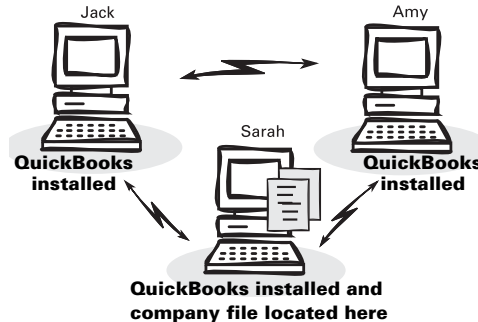 Jack
Amy
QuickBooks
installed
Sarah
QuickBooks
installed
QuickBooks installed and
company file located here